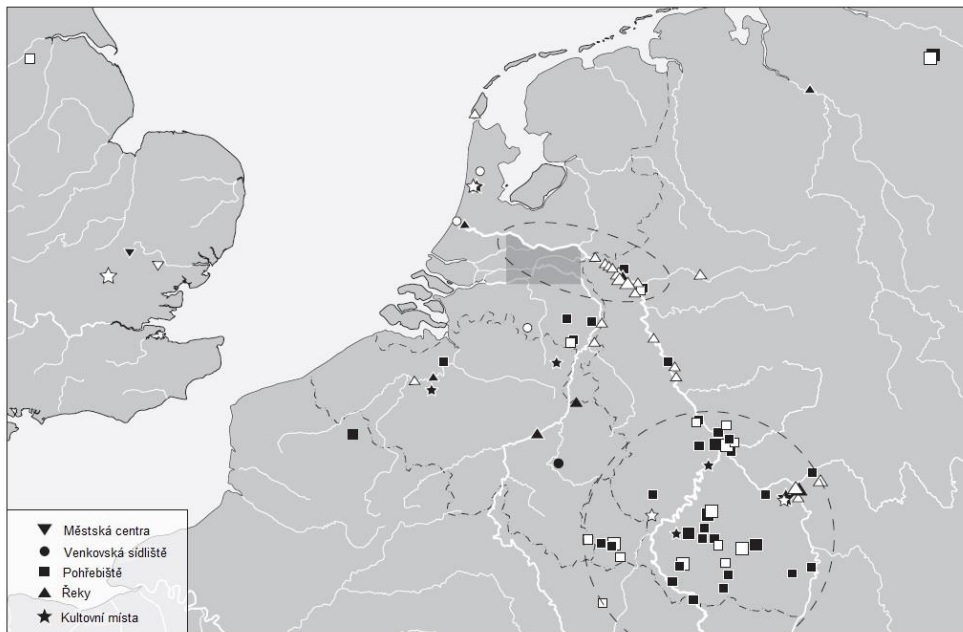 Městská centra
Venkovská sídliště
Pohřebiště
Řeky
Kultovní místa